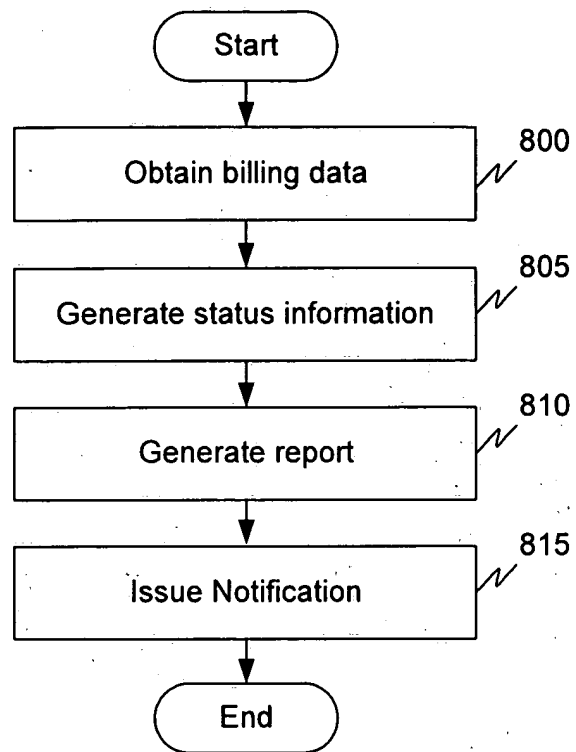 Start
800
Obtain billing data
805
Generate status information
810
Generate report
815
Issue Notification
End